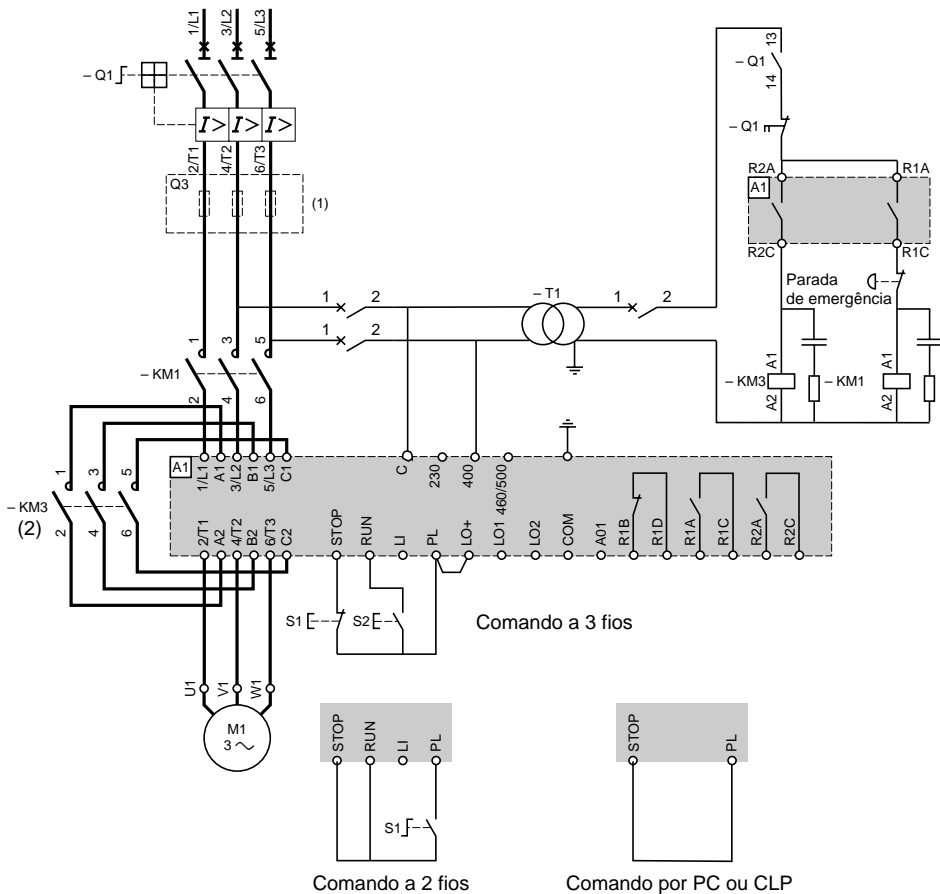 1/L1
3/L2
5/L3
– Q1
I>
I>
I>
2/T1
4/T2
6/T3
Q3
(1)
13
– Q1
14
– Q1
R2A
R1A
A1
R2C
R1C
Parada
de emergência
1
2
– T1
1
2
1
2
1
3
5
– KM1
2
4
6
A1
– KM3
A2
– KM1
A1
A2
A1
1/L1
A1
3/L2
B1
5/L3
C1
C
230
400
460/500
1
3
5
– KM3
(2)
2
4
6
2/T1
A2
4/T2
B2
6/T3
C2
STOP
RUN
LI
PL
LO+
LO1
LO2
COM
A01
R1B
R1D
R1A
R1C
R2A
R2C
S1
S2
Comando a 3 fios
U1
V1
W1
M1
3
STOP
RUN
LI
PL
S1
Comando a 2 fios
STOP
PL
Comando por PC ou CLP